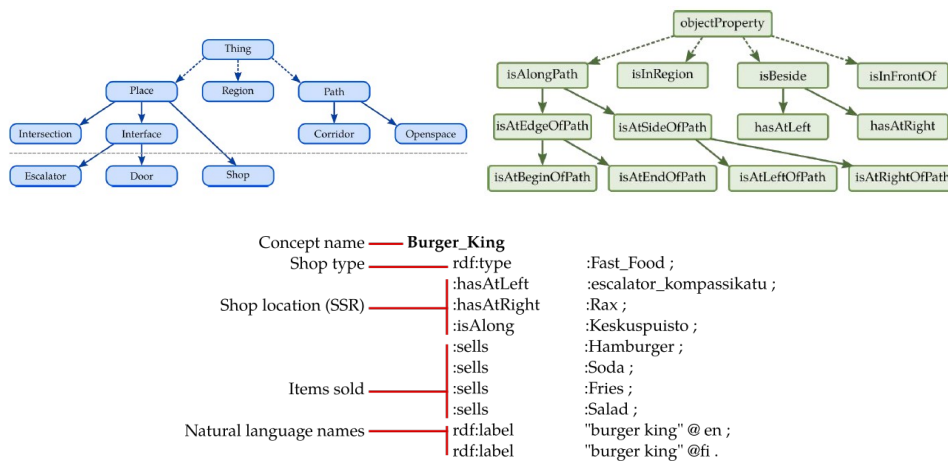 Thing
Place
Region
Path
Intersection
Interface
Corridor
Openspace
Escalator
Door
Shop
objectProperty
isAlongPath
isInRegion
isBeside
isInFrontOf
isAtEdgeOfPath
isAtSideOfPath
hasAtLeft
hasAtRight
isAtBeginOfPath
isAtEndOfPath
isAtLeftOfPath
isAtRightOfPath
Concept name Burger_King
Shop type rdf:type :Fast_Food ;
:hasAtLeft :escalator_kompassikatu ;
Shop location (SSR) :hasAtRight :Rax ;
:isAlong :Keskuspuisto ;
:sells :Hamburger ;
:sells :Soda ;
Items sold :sells :Fries ;
:sells :Salad ;
Natural language names rdf:label "burger king" @ en ;
rdf:label "burger king" @fi .